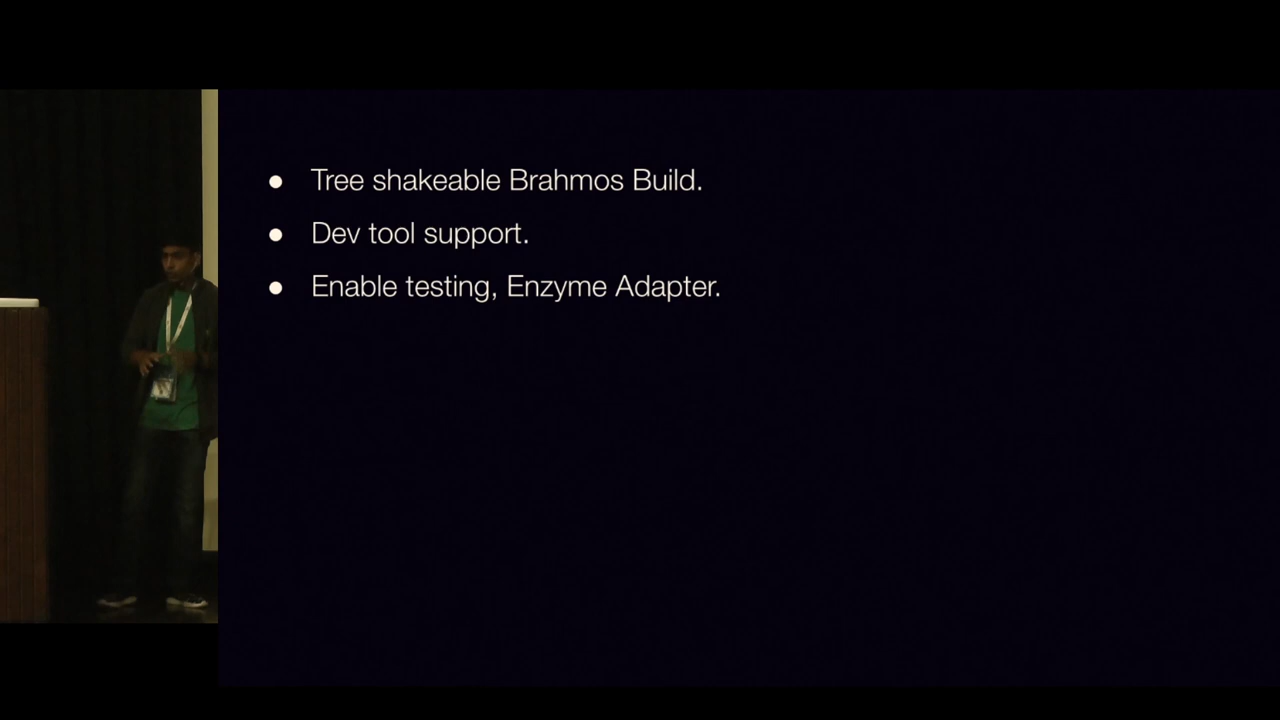 ● Tree shakeable Brahmos Build.
● Dev tool support.
● Enable testing, Enzyme Adapter.